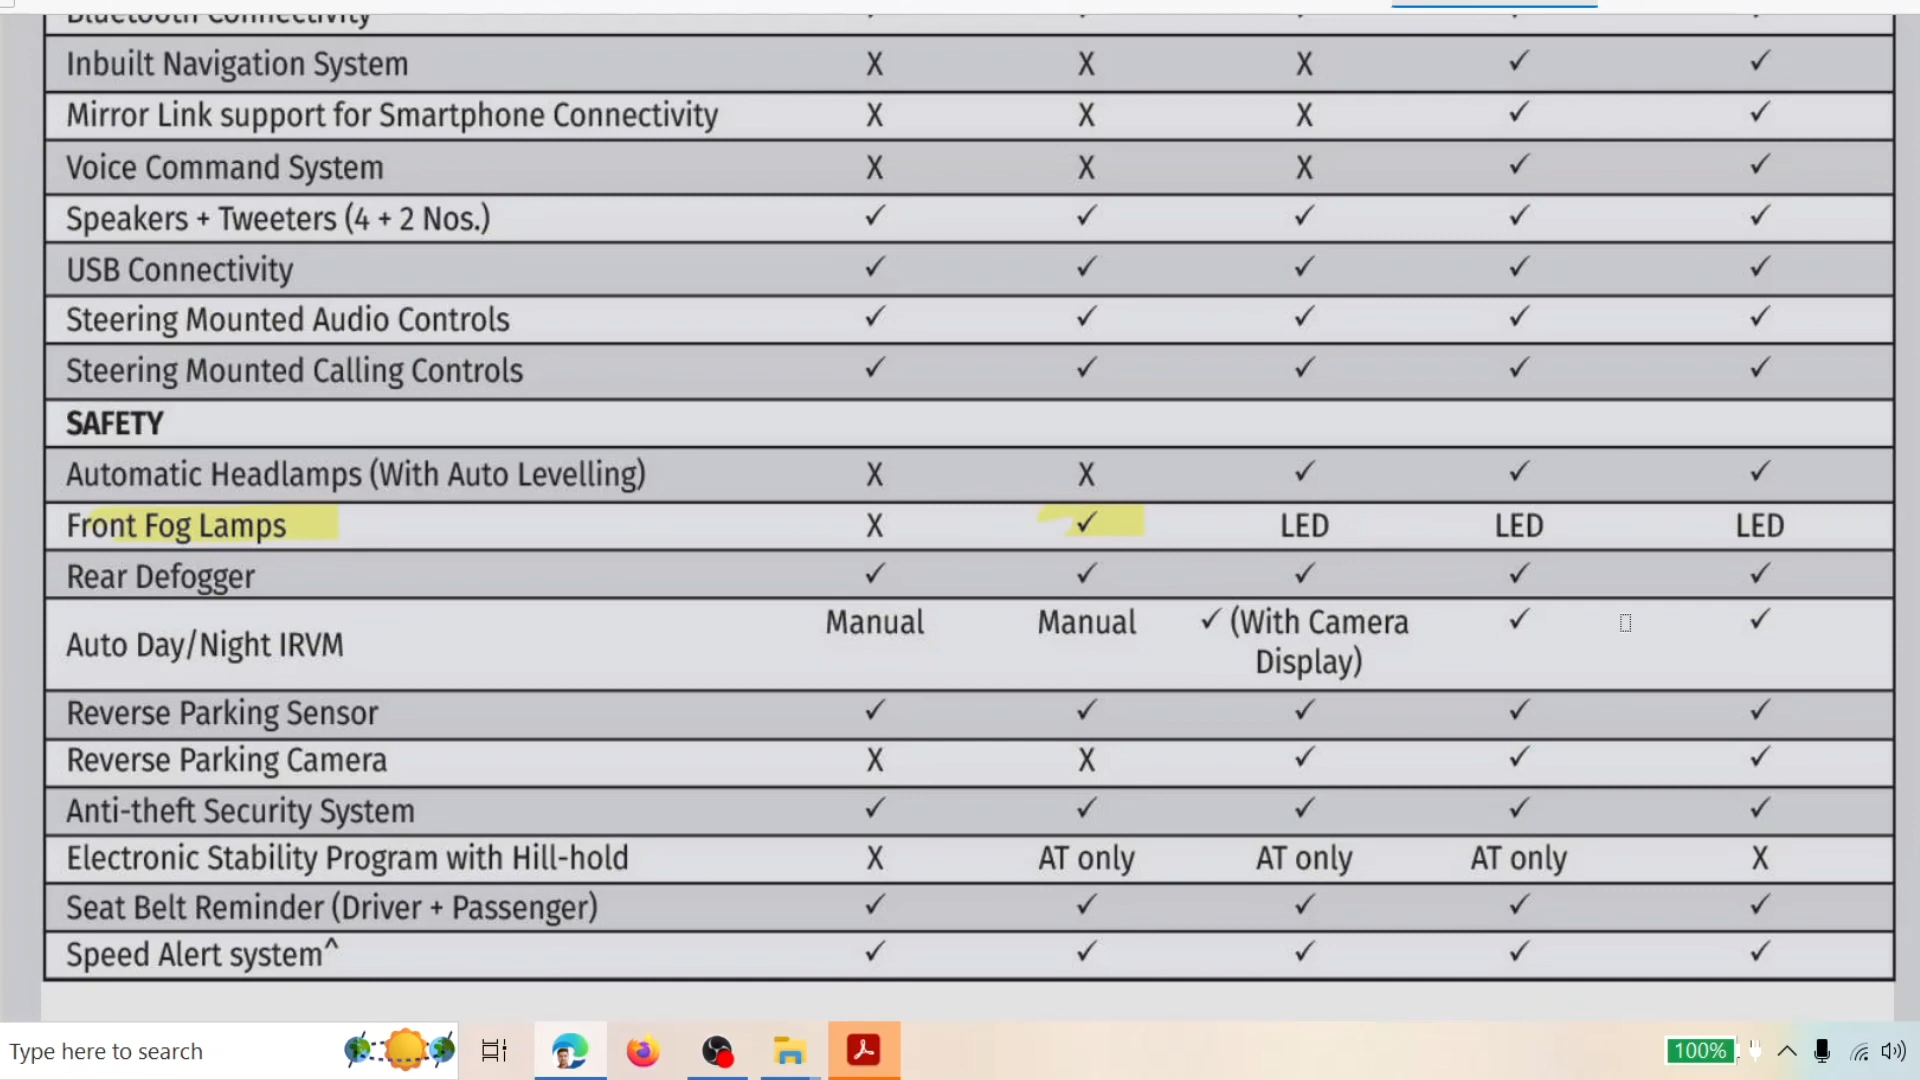 Bluetooth Connectivity ✓ ✓ ✓ ✓ ✓
Inbuilt Navigation System X X X ✓ ✓
Mirror Link support for Smartphone Connectivity X X X ✓ ✓
Voice Command System X X X ✓ ✓
Speakers + Tweeters (4 + 2 Nos.) ✓ ✓ ✓ ✓ ✓
USB Connectivity ✓ ✓ ✓ ✓ ✓
Steering Mounted Audio Controls ✓ ✓ ✓ ✓ ✓
Steering Mounted Calling Controls ✓ ✓ ✓ ✓ ✓
SAFETY
Automatic Headlamps (With Auto Levelling) X X ✓ ✓ ✓
Front Fog Lamps X ✓ LED LED LED
Rear Defogger ✓ ✓ ✓ ✓ ✓
Auto Day/Night IRVM Manual Manual ✓ (With Camera ✓ ✓
Display)
Reverse Parking Sensor ✓ ✓ ✓ ✓ ✓
Reverse Parking Camera X X ✓ ✓ ✓
Anti-theft Security System ✓ ✓ ✓ ✓ ✓
Electronic Stability Program with Hill-hold X AT only AT only AT only X
Seat Belt Reminder (Driver + Passenger) ✓ ✓ ✓ ✓ ✓
Speed Alert system^ ✓ ✓ ✓ ✓ ✓
Type here to search 100%